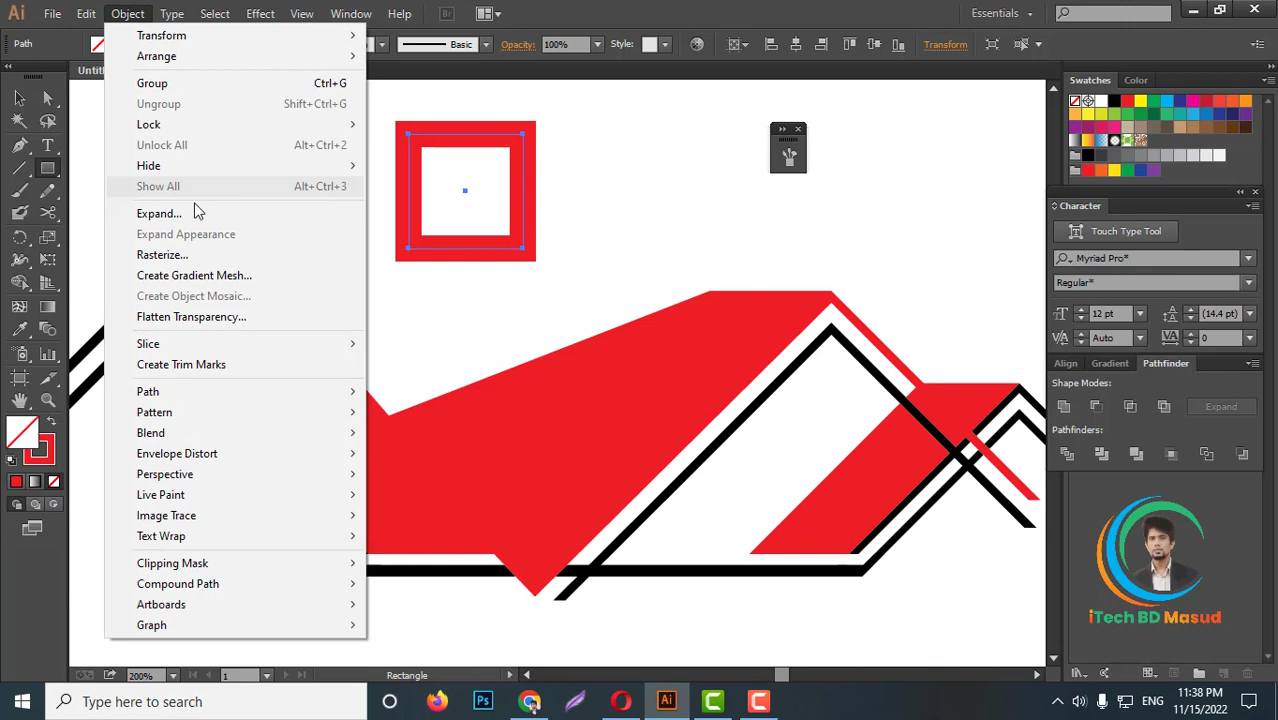 Ai File Edit Object Type Select Effect View Window Help Br Essentials
Path Basic Opacity: 100% Style: Transform
Untit
Transform
Arrange
Group Ctrl+G
Ungroup Shift+Ctrl+G
Lock
Unlock All Alt+Ctrl+2
Hide
Show All Alt+Ctrl+3
Expand...
Expand Appearance
Rasterize...
Create Gradient Mesh...
Create Object Mosaic...
Flatten Transparency...
Slice
Create Trim Marks
Path
Pattern
Blend
Envelope Distort
Perspective
Live Paint
Image Trace
Text Wrap
Clipping Mask
Compound Path
Artboards
Graph
Swatches Color
Character
Touch Type Tool
Myriad Pro*
Regular*
12 pt (14.4 pt)
Auto 0
Align Gradient Pathfinder
Shape Modes:
Expand
Pathfinders:
iTech BD Masud
200% 1 Rectangle
Type here to search
Ps Ai
ENG
11:38 PM
11/15/2022